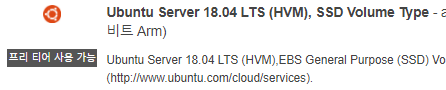 Ubuntu Server 18.04 LTS (HVM), SSD Volume Type -
비트 Arm)
프리 티어 사용 가능
Ubuntu Server 18.04 LTS (HVM),EBS General Purpose (SSD) Vo
(http://www.ubuntu.com/cloud/services).